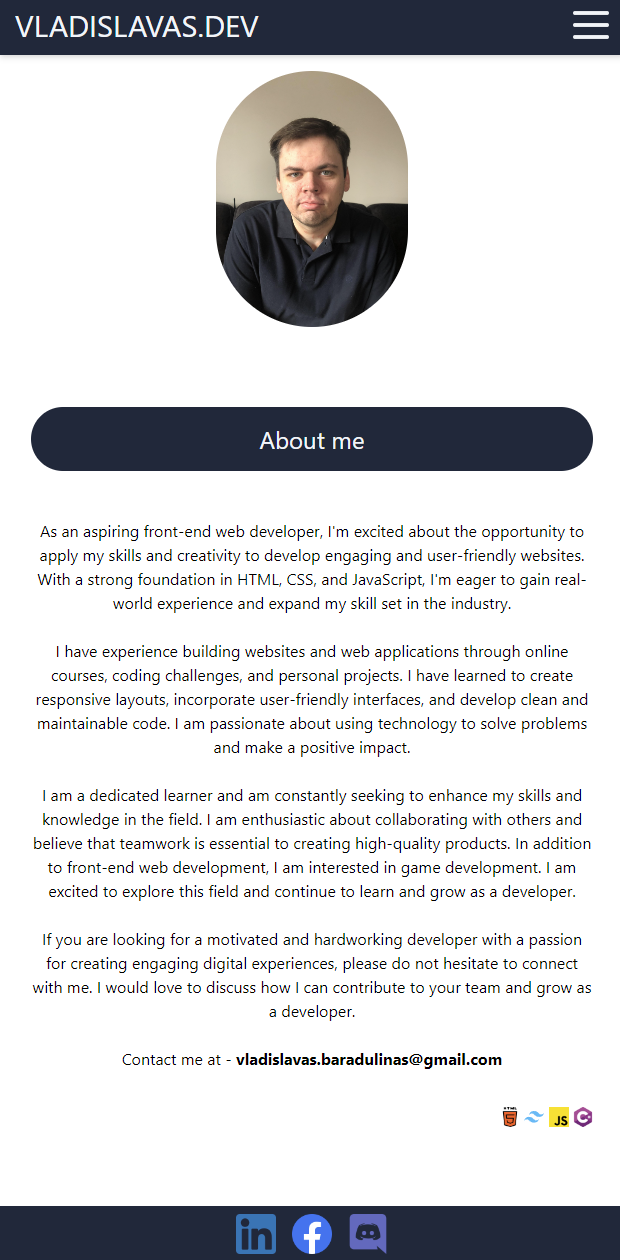 VLADISLAVAS.DEV
About me
As an aspiring front-end web developer, I'm excited about the opportunity to
apply my skills and creativity to develop engaging and user-friendly websites.
With a strong foundation in HTML, CSS, and JavaScript, I'm eager to gain real-
world experience and expand my skill set in the industry.
I have experience building websites and web applications through online
courses, coding challenges, and personal projects. I have learned to create
responsive layouts, incorporate user-friendly interfaces, and develop clean and
maintainable code. I am passionate about using technology to solve problems
and make a positive impact.
I am a dedicated learner and am constantly seeking to enhance my skills and
knowledge in the field. I am enthusiastic about collaborating with others and
believe that teamwork is essential to creating high-quality products. In addition
to front-end web development, I am interested in game development. I am
excited to explore this field and continue to learn and grow as a developer.
If you are looking for a motivated and hardworking developer with a passion
for creating engaging digital experiences, please do not hesitate to connect
with me. I would love to discuss how I can contribute to your team and grow as
a developer.
Contact me at - vladislavas.baradulinas@gmail.com
HTML
5 JS C
in f